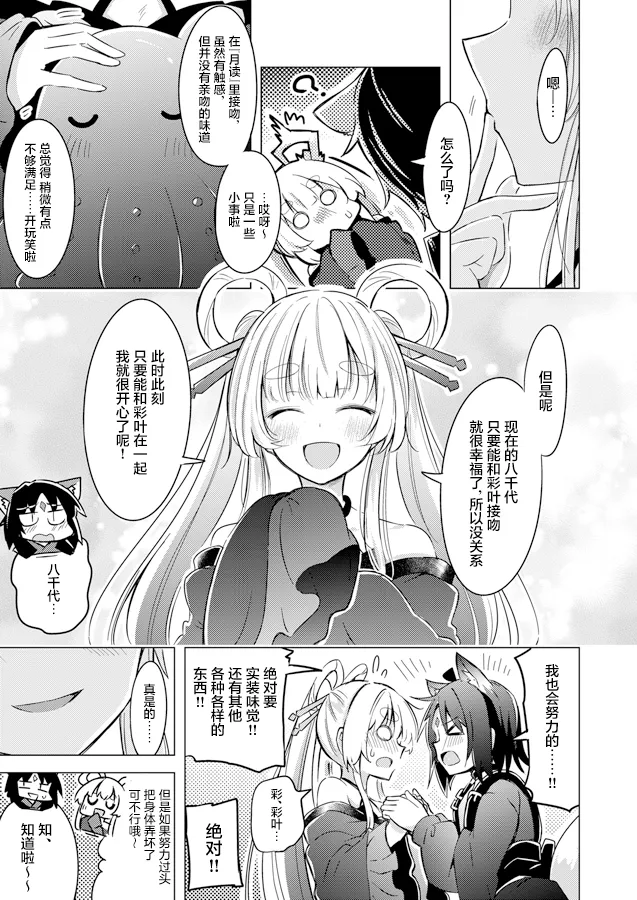 嗯……
怎么了吗？
？
…哎呀～
只是一些
小事啦
在「月读」里接吻，
虽然有触感，
但并没有亲吻的味道
总觉得 稍微有点
不够满足……开玩笑啦
但是呢
现在的八千代
只要能和彩叶接吻
就很幸福了，所以没关系
此时此刻
只要能和彩叶在一起
我就很开心了呢！
八千代…
我也会努力的……!!
绝对要
实装味觉!!
还有其他
各种各样的
东西!!
彩、彩叶…
绝对!!
真是的……
但是如果努力过头
把身体弄坏了
可不行哦～
知、
知道啦～～